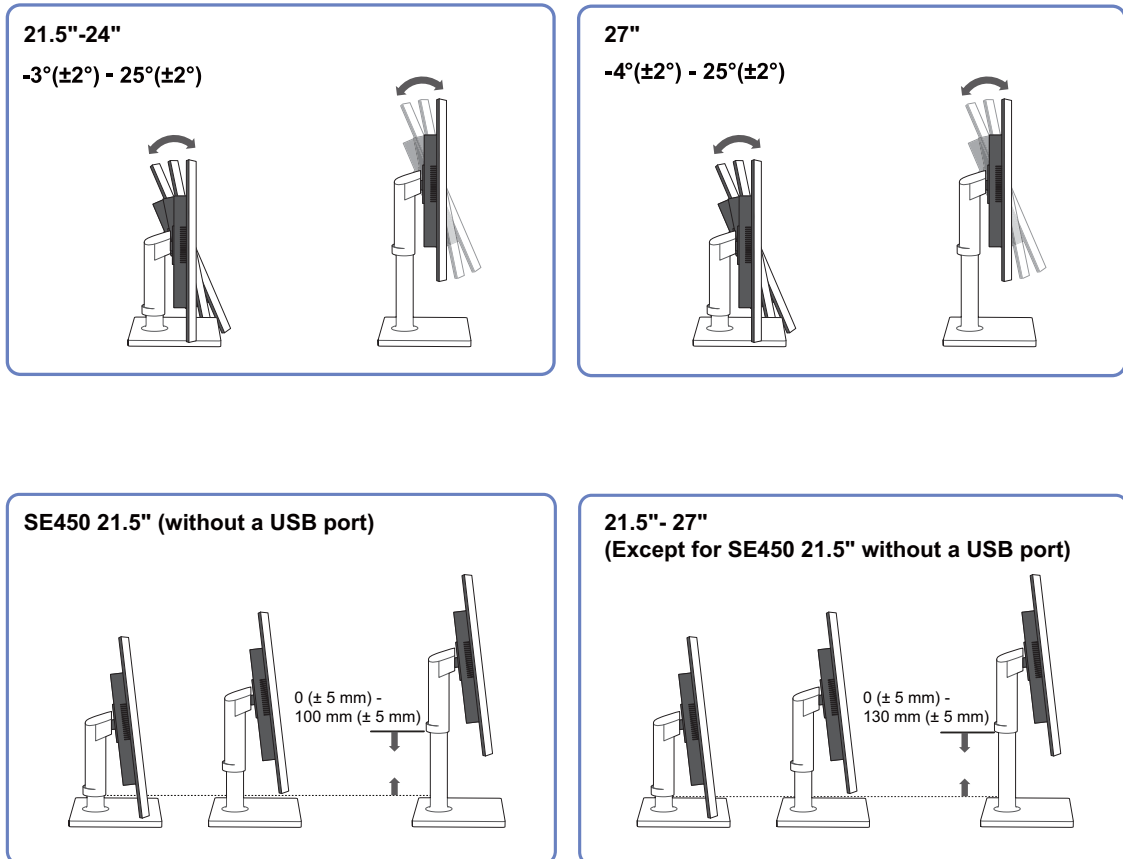 21.5"-24"
-3°(±2°) - 25°(±2°)
27"
-4°(±2°) - 25°(±2°)
SE450 21.5" (without a USB port)
0 (± 5 mm) -
100 mm (± 5 mm)
21.5"- 27"
(Except for SE450 21.5" without a USB port)
0 (± 5 mm) -
130 mm (± 5 mm)